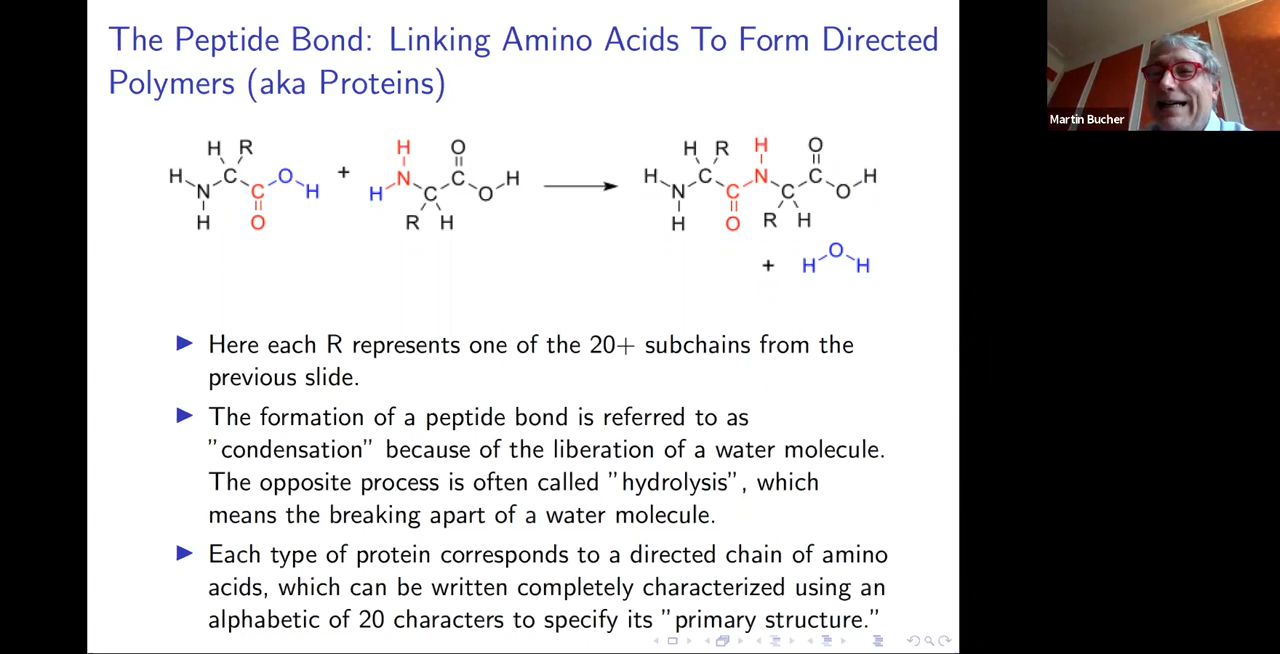 The Peptide Bond: Linking Amino Acids To Form Directed
Polymers (aka Proteins)
Martin Bucher
H R H O H R H O
H N C C O H + H N C C O H H N C C N C C O H
H O R H H O R H
+ H O H
Here each R represents one of the 20+ subchains from the
previous slide.
The formation of a peptide bond is referred to as
"condensation" because of the liberation of a water molecule.
The opposite process is often called "hydrolysis", which
means the breaking apart of a water molecule.
Each type of protein corresponds to a directed chain of amino
acids, which can be written completely characterized using an
alphabetic of 20 characters to specify its "primary structure."